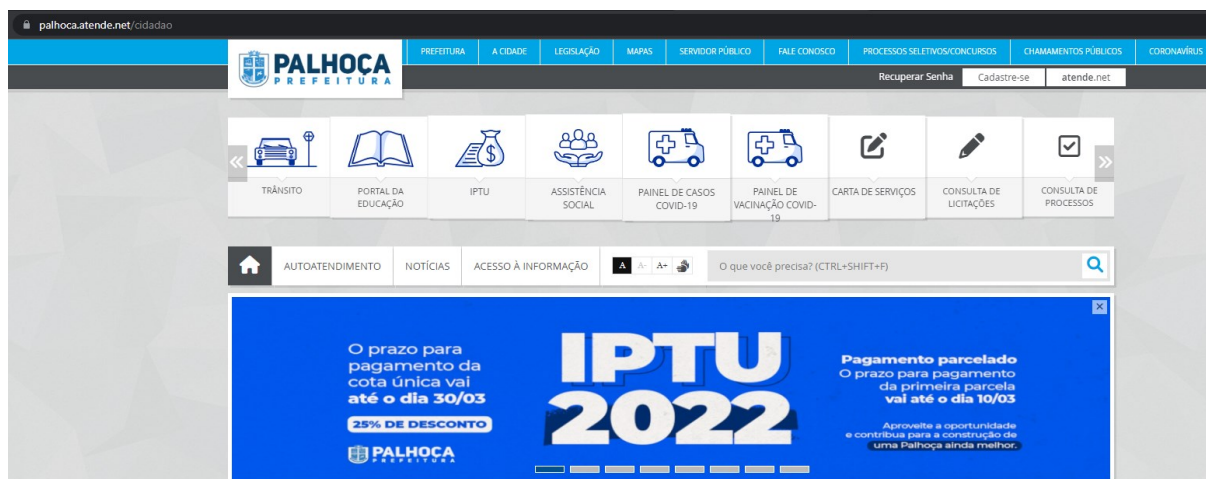 palhoca.atende.net/cidadao
PREFEITURA A CIDADE LEGISLAÇÃO MAPAS SERVIDOR PÚBLICO FALE CONOSCO PROCESSOS SELETIVOS/CONCURSOS CHAMAMENTOS PÚBLICOS CORONAVÍRUS
PALHOÇA
PREFEITURA
Recuperar Senha Cadastre-se atende.net
TRÂNSITO
PORTAL DA
EDUCAÇÃO
IPTU
ASSISTÊNCIA
SOCIAL
PAINEL DE CASOS
COVID-19
PAINEL DE
VACINAÇÃO COVID-
19
CARTA DE SERVIÇOS
CONSULTA DE
LICITAÇÕES
CONSULTA DE
PROCESSOS
AUTOATENDIMENTO NOTÍCIAS ACESSO À INFORMAÇÃO A A- A+ O que você precisa? (CTRL+SHIFT+F)
O prazo para
pagamento da
cota única vai
até o dia 30/03
25% DE DESCONTO
PALHOÇA
PREFEITURA
IPTU
2022
Pagamento parcelado
O prazo para pagamento
da primeira parcela
vai até o dia 10/03
Aproveite a oportunidade
e contribua para a construção de
uma Palhoça ainda melhor.